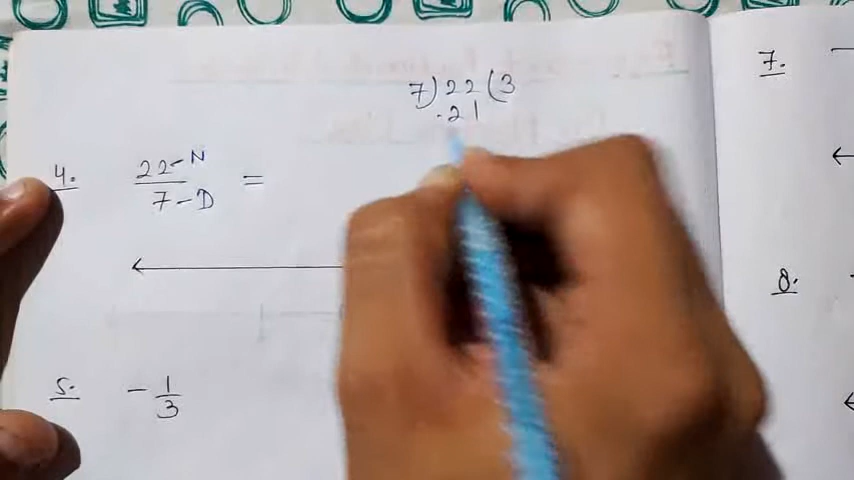 7) 22 (3
21
4. 22 - N
7 - D =
5. - 1
3
7.
8.